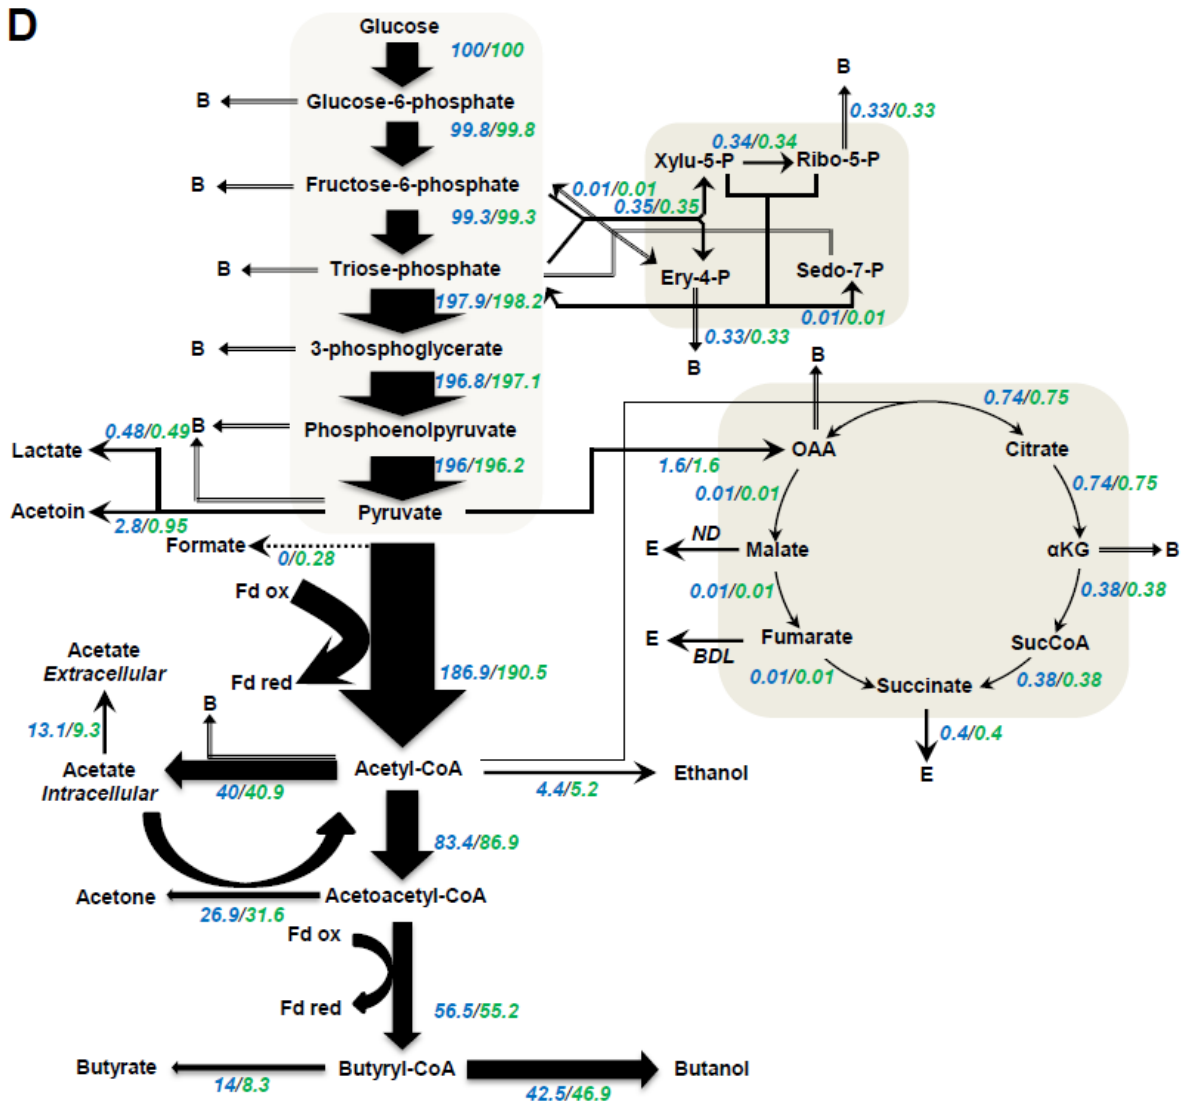 D
Glucose
100/100
B
Glucose-6-phosphate
99.8/99.8
B
Fructose-6-phosphate
99.3/99.3
B
Triose-phosphate
197.9/198.2
B
3-phosphoglycerate
196.8/197.1
B
Phosphoenolpyruvate
196/196.2
Pyruvate
B
0.33/0.33
0.34/0.34
Xylu-5-P
Ribo-5-P
0.01/0.01
0.35/0.35
Ery-4-P
Sedo-7-P
0.01/0.01
0.33/0.33
B
B
0.74/0.75
OAA
Citrate
1.6/1.6
0.01/0.01
0.74/0.75
E
ND
Malate
αKG
B
0.01/0.01
0.38/0.38
E
BDL
Fumarate
SucCoA
0.01/0.01
0.38/0.38
Succinate
0.4/0.4
E
0.48/0.49
Lactate
Acetoin
2.8/0.95
Formate
0/0.28
Fd ox
Fd red
186.9/190.5
Acetate
Extracellular
13.1/9.3
B
Acetate
Intracellular
40/40.9
Acetyl-CoA
4.4/5.2
Ethanol
83.4/86.9
Acetone
26.9/31.6
Acetoacetyl-CoA
Fd ox
Fd red
56.5/55.2
Butyrate
14/8.3
Butyryl-CoA
42.5/46.9
Butanol